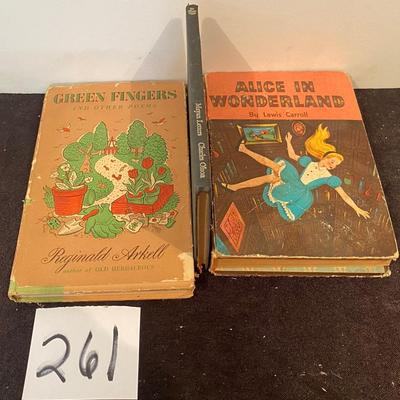 GREEN FINGERS
AND OTHER POEMS
Reginald Arkell
author of OLD HERBACEOUS
Mayan Letters Charles Olson
ALICE IN
WONDERLAND
By Lewis Carroll
261